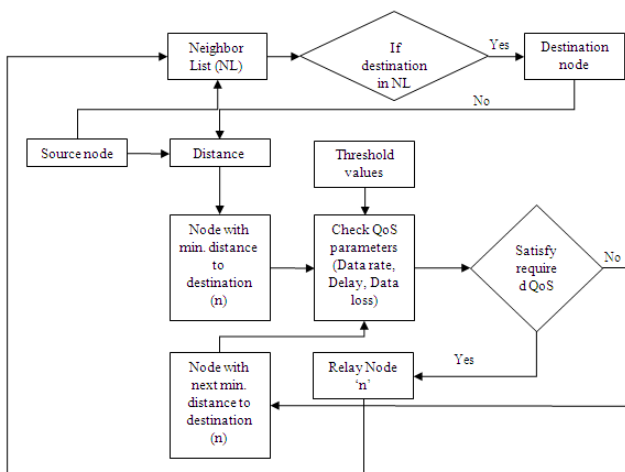 Neighbor
List (NL)
If
destination
in NL
Yes
Destination
node
No
Source node
Distance
Threshold
values
Node with
min. distance
to
destination
(n)
Check QoS
parameters
(Data rate,
Delay, Data
loss)
Satisfy
require
d QoS
No
Yes
Node with
next min.
distance to
destination
(n)
Relay Node
‘n’